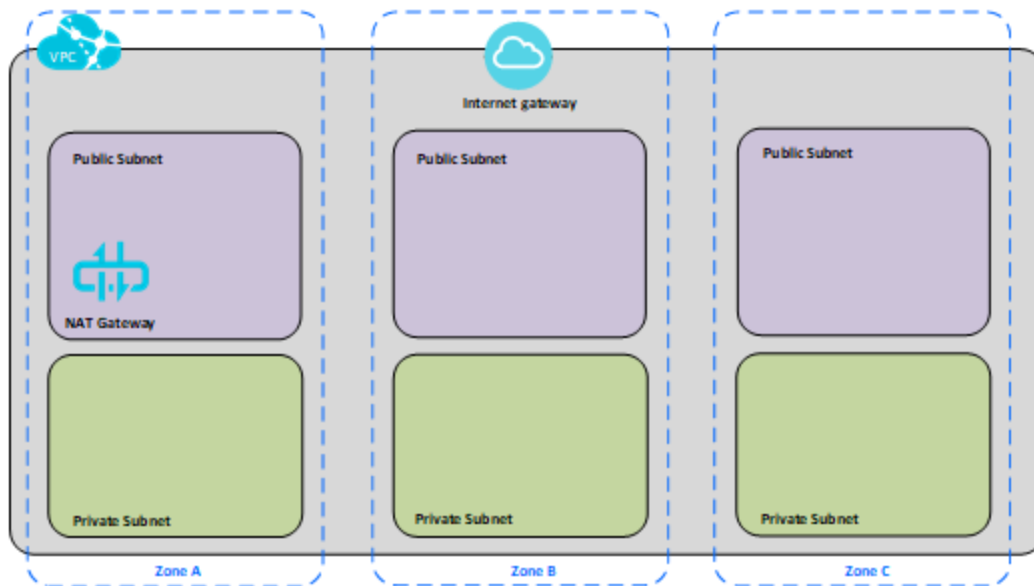 VPC
Internet gateway
Public Subnet
Public Subnet
Public Subnet
NAT Gateway
Private Subnet
Private Subnet
Private Subnet
Zone A
Zone B
Zone C